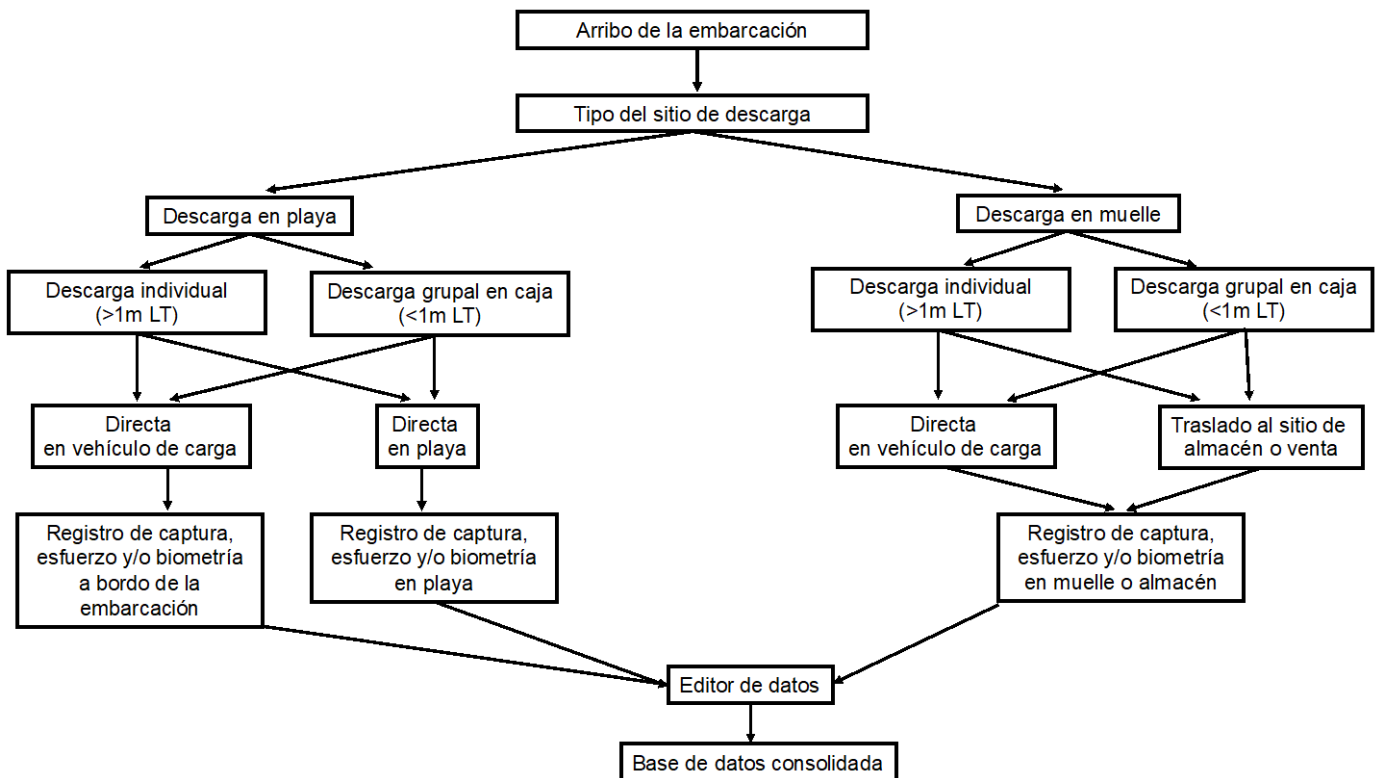 Arribo de la embarcación
Tipo del sitio de descarga
Descarga en playa
Descarga en muelle
Descarga individual
(>1m LT)
Descarga grupal en caja
(<1m LT)
Descarga individual
(>1m LT)
Descarga grupal en caja
(<1m LT)
Directa
en vehículo de carga
Directa
en playa
Directa
en vehículo de carga
Traslado al sitio de
almacén o venta
Registro de captura,
esfuerzo y/o biometría
a bordo de la
embarcación
Registro de captura,
esfuerzo y/o biometría
en playa
Registro de captura,
esfuerzo y/o biometría
en muelle o almacén
Editor de datos
Base de datos consolidada